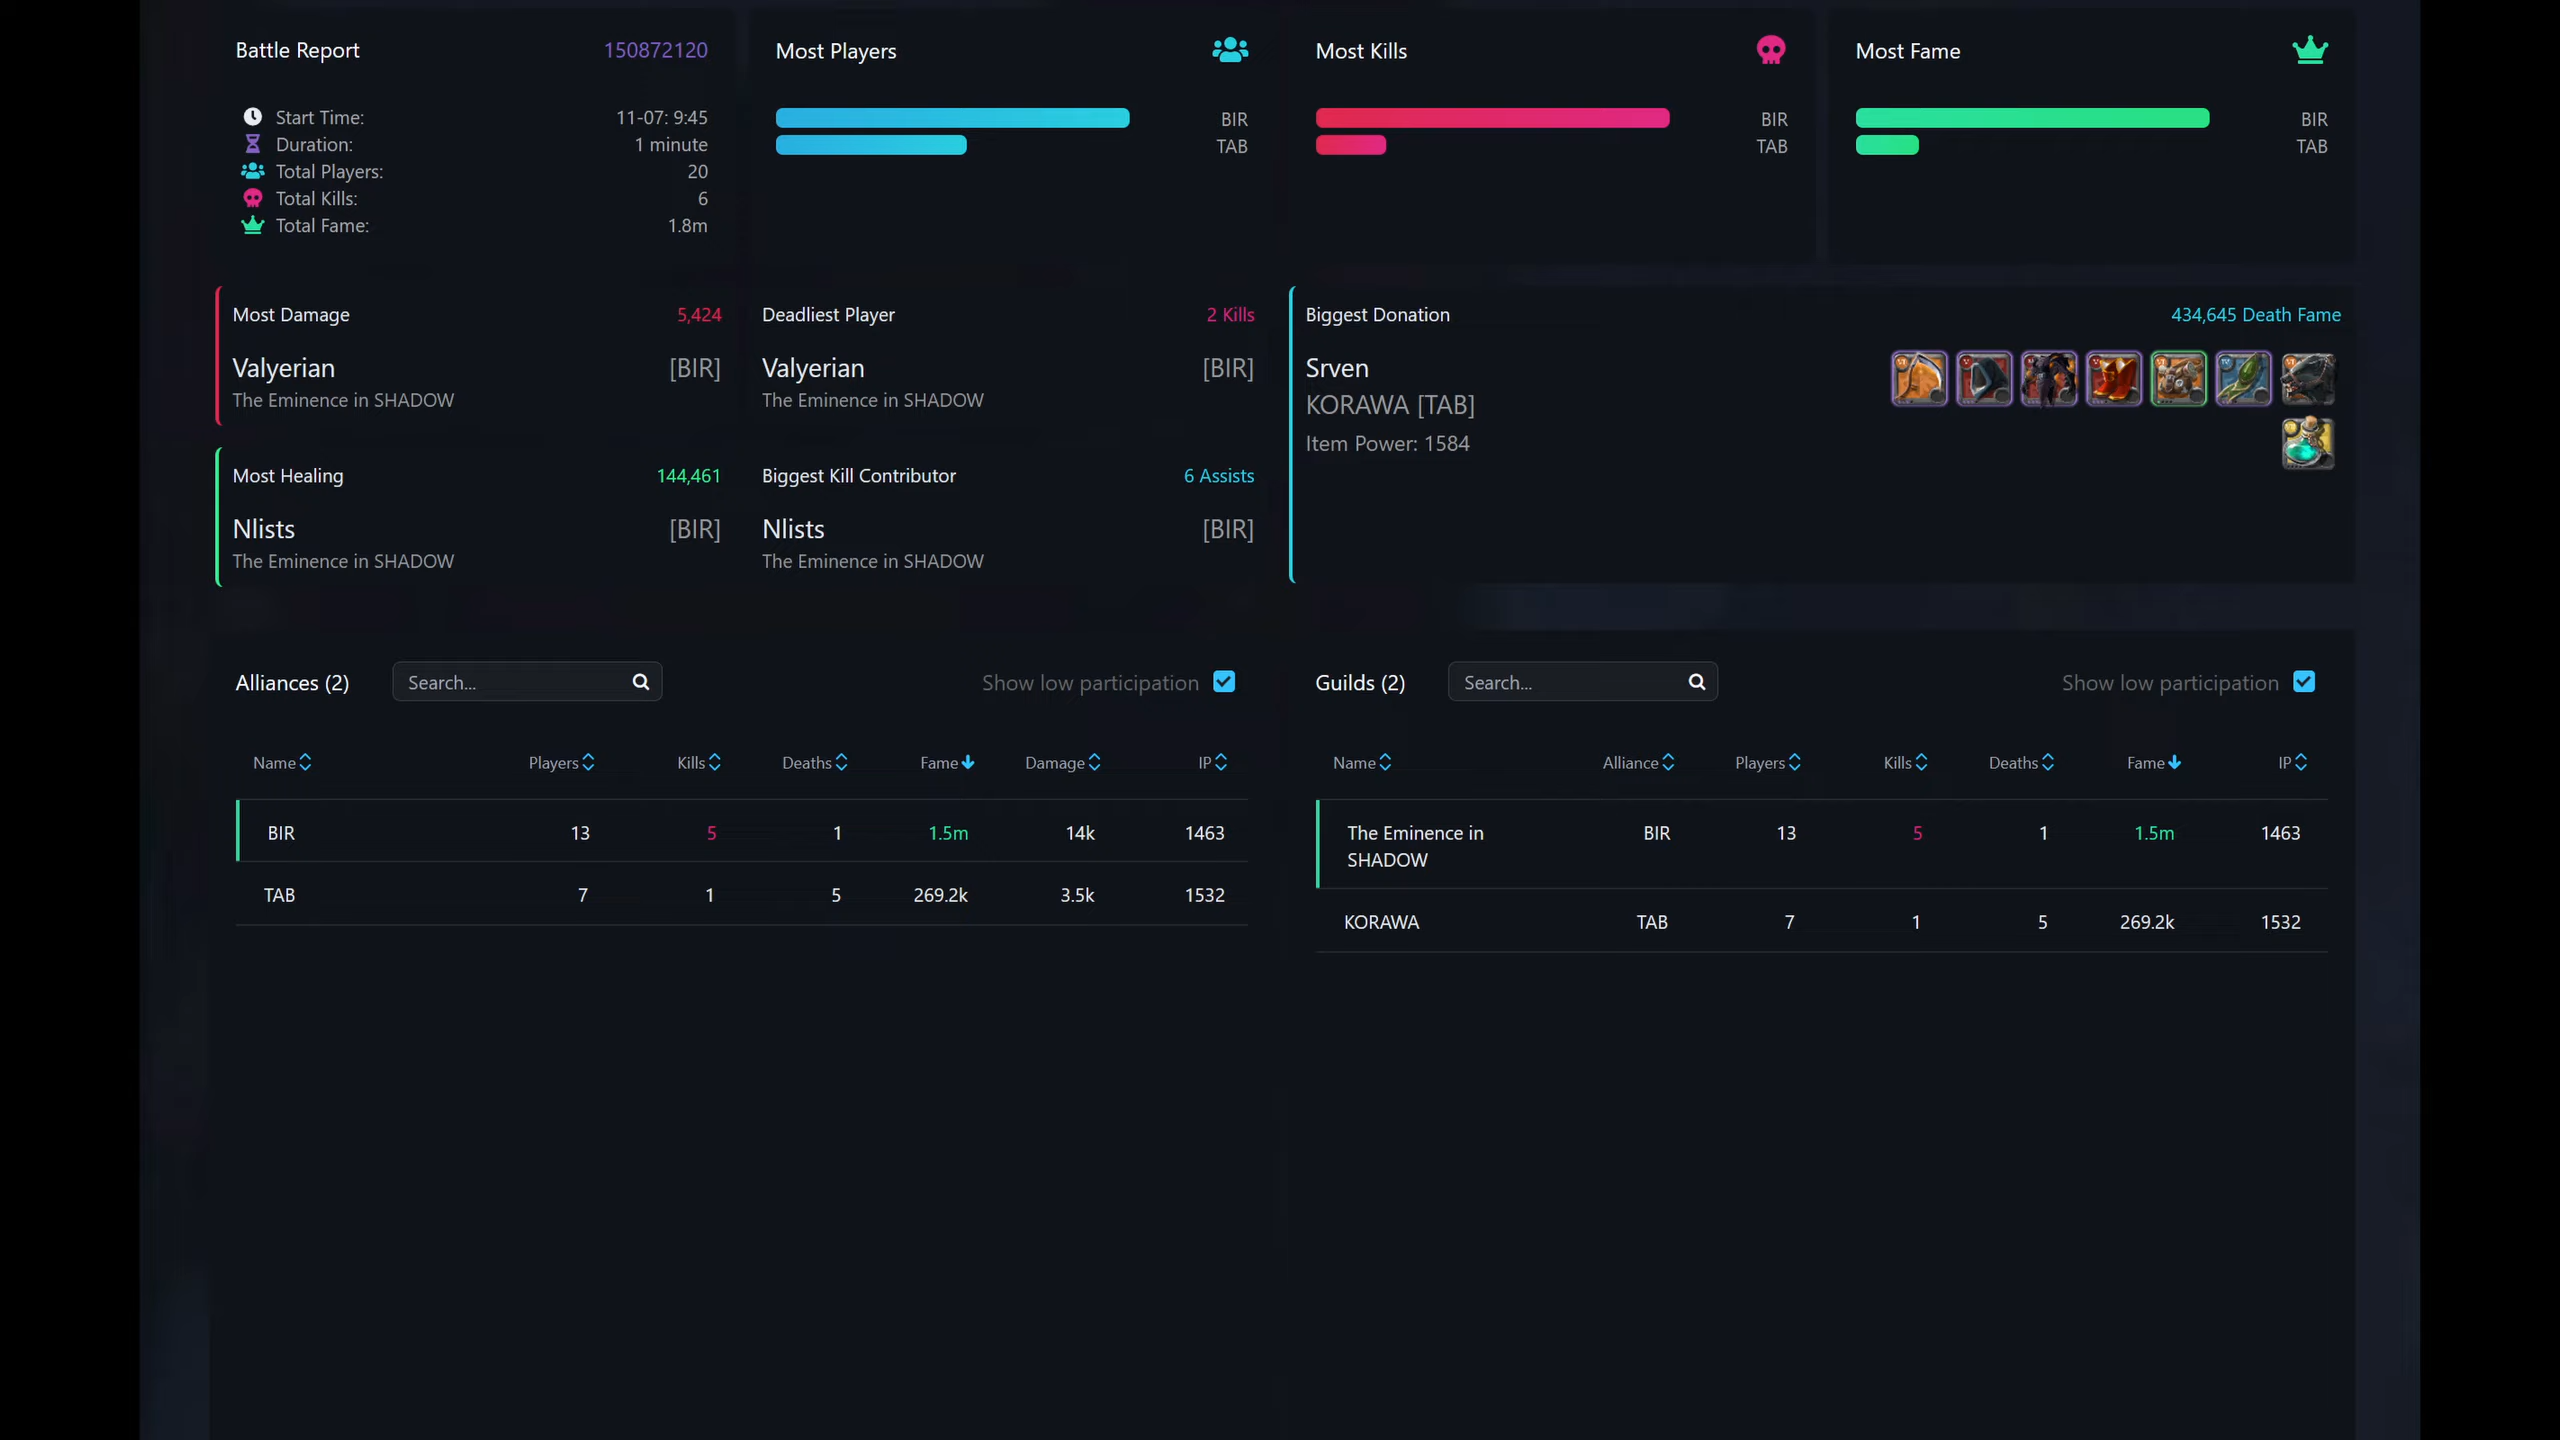 Battle Report 150872120
Start Time: 11-07: 9:45
Duration: 1 minute
Total Players: 20
Total Kills: 6
Total Fame: 1.8m
Most Players
BIR
TAB
Most Kills
BIR
TAB
Most Fame
BIR
TAB
Most Damage 5,424
Valyerian [BIR]
The Eminence in SHADOW
Deadliest Player 2 Kills
Valyerian [BIR]
The Eminence in SHADOW
Most Healing 144,461
Nlists [BIR]
The Eminence in SHADOW
Biggest Kill Contributor 6 Assists
Nlists [BIR]
The Eminence in SHADOW
Biggest Donation 434,645 Death Fame
Srven
KORAWA [TAB]
Item Power: 1584
Alliances (2) Search... Show low participation
Name Players Kills Deaths Fame Damage IP
BIR 13 5 1 1.5m 14k 1463
TAB 7 1 5 269.2k 3.5k 1532
Guilds (2) Search... Show low participation
Name Alliance Players Kills Deaths Fame IP
The Eminence in BIR 13 5 1 1.5m 1463
SHADOW
KORAWA TAB 7 1 5 269.2k 1532